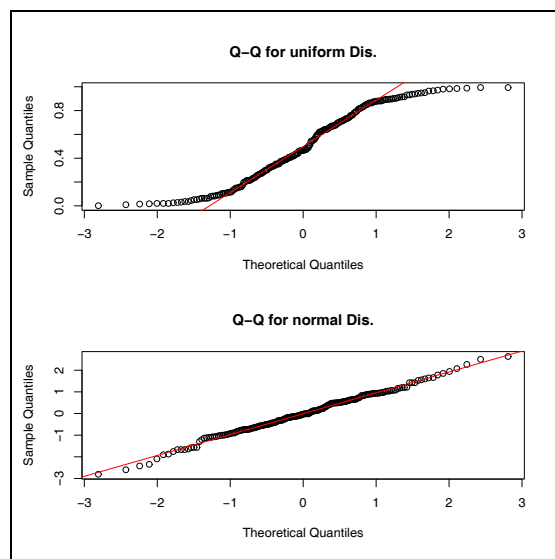 Q-Q for uniform Dis.
Sample Quantiles
0.0 0.4 0.8
-3 -2 -1 0 1 2 3
Theoretical Quantiles
Q-Q for normal Dis.
Sample Quantiles
-3 -1 0 1 2
-3 -2 -1 0 1 2 3
Theoretical Quantiles